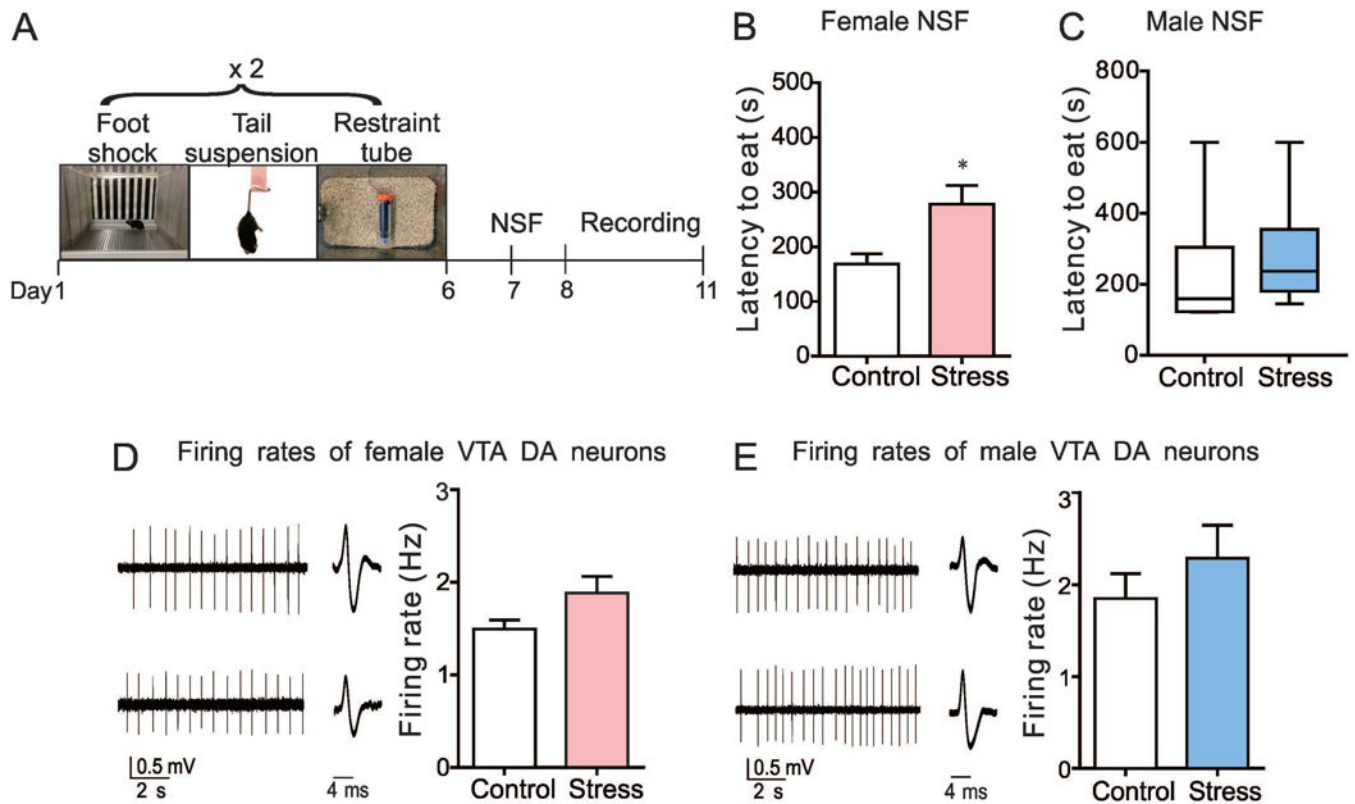 A
x 2
Foot shock
Tail suspension
Restraint tube
NSF
Recording
Day1
6
7
8
11
B
Female NSF
Latency to eat (s)
500
400
300
200
100
0
*
Control
Stress
C
Male NSF
Latency to eat (s)
800
600
400
200
0
Control
Stress
D
Firing rates of female VTA DA neurons
0.5 mV
2 s
4 ms
Firing rate (Hz)
3
2
1
0
Control
Stress
E
Firing rates of male VTA DA neurons
0.5 mV
2 s
4 ms
Firing rate (Hz)
3
2
1
0
Control
Stress